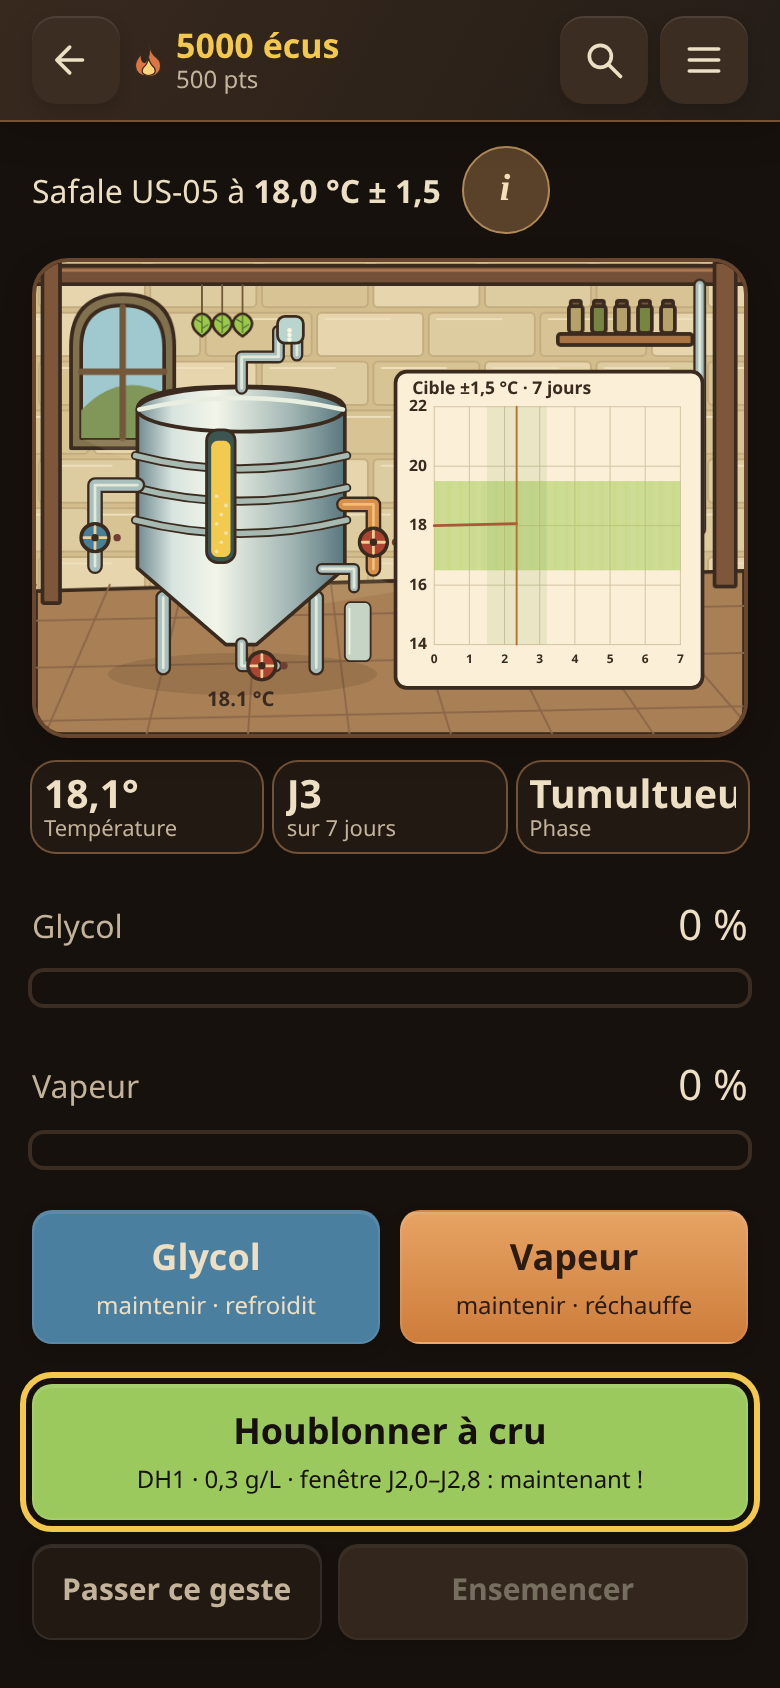 5000 écus
500 pts
Safale US-05 à 18,0 °C ± 1,5
i
Cible ±1,5 °C · 7 jours
22
20
18
16
14
0 1 2 3 4 5 6 7
18.1 °C
18,1°
Température
J3
sur 7 jours
Tumultueu
Phase
Glycol
0 %
Vapeur
0 %
Glycol
maintenir · refroidit
Vapeur
maintenir · réchauffe
Houblonner à cru
DH1 · 0,3 g/L · fenêtre J2,0–J2,8 : maintenant !
Passer ce geste
Ensemencer